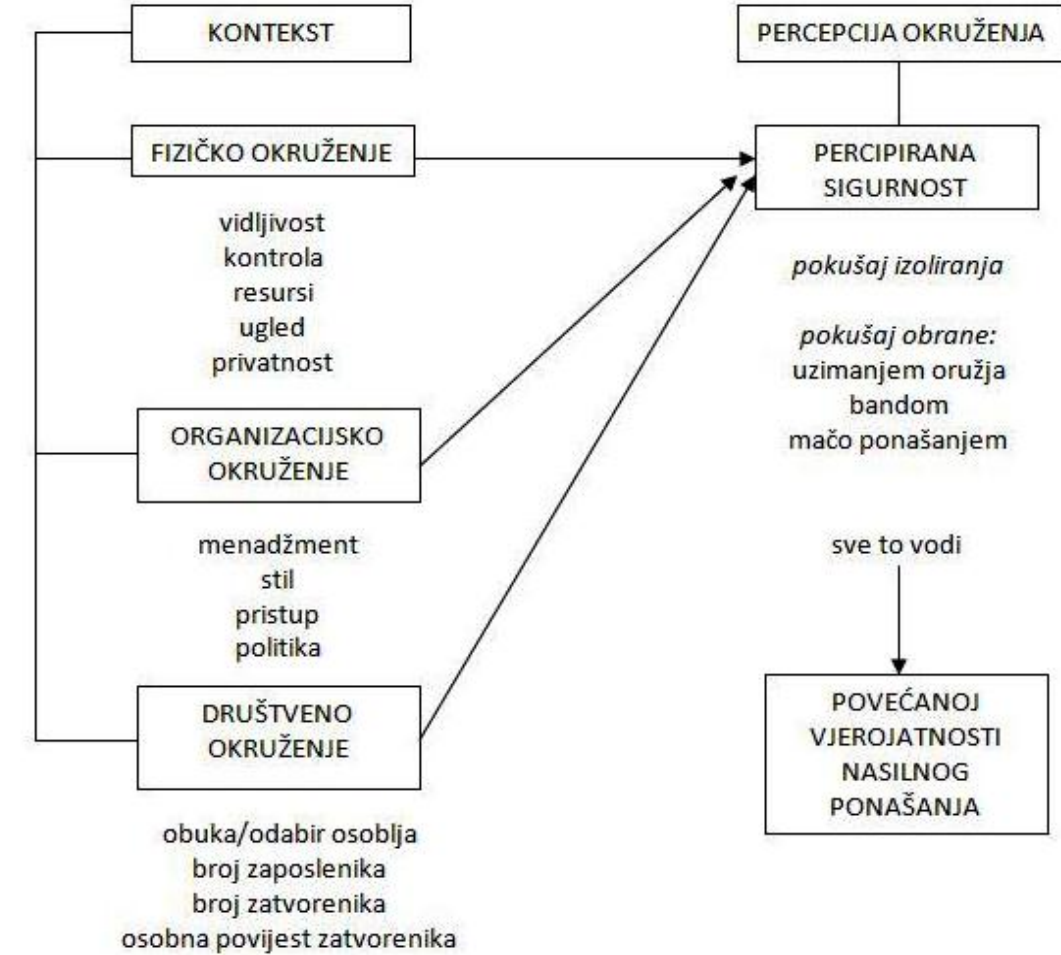 KONTEKST
FIZIČKO OKRUŽENJE
vidljivost
kontrola
resursi
ugled
privatnost
ORGANIZACIJSKO
OKRUŽENJE
menadžment
stil
pristup
politika
DRUŠTVENO
OKRUŽENJE
obuka/odabir osoblja
broj zaposlenika
broj zatvorenika
osobna povijest zatvorenika
PERCEPCIJA OKRUŽENJA
PERCIPIRANA
SIGURNOST
pokušaj izoliranja
pokušaj obrane:
uzimanjem oružja
bandom
mačo ponašanjem
sve to vodi
POVEĆANOJ
VJEROJATNOSTI
NASILNOG
PONAŠANJA